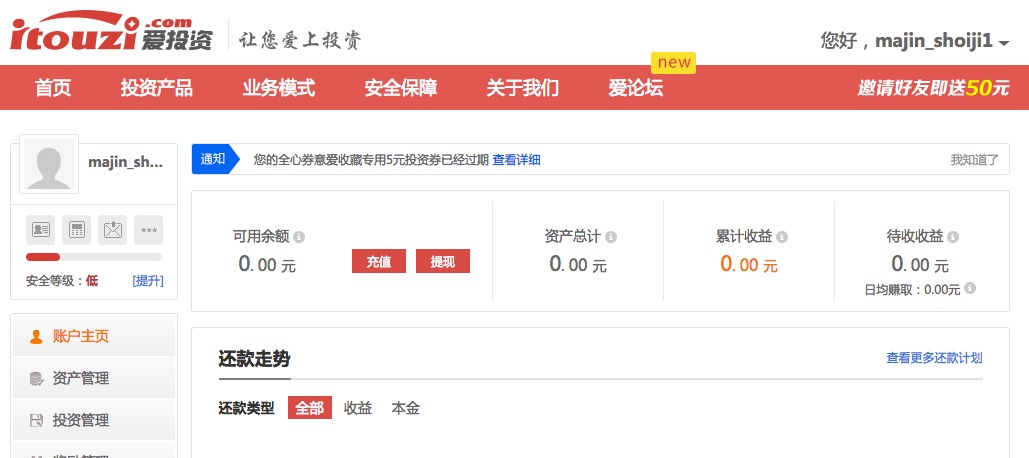 itouzi.com 爱投资 让您爱上投资
您好，majin_shoiji1
new
首页 投资产品 业务模式 安全保障 关于我们 爱论坛 邀请好友即送50元
majin_sh...
通知 您的全心券意爱收藏专用5元投资券已经过期 查看详细 我知道了
可用余额 资产总计 累计收益 待收收益
0.00 元 充值 提现 0.00 元 0.00 元 0.00 元
安全等级：低 [提升]
日均赚取：0.00元
账户主页
还款走势 查看更多还款计划
资产管理
还款类型 全部 收益 本金
投资管理